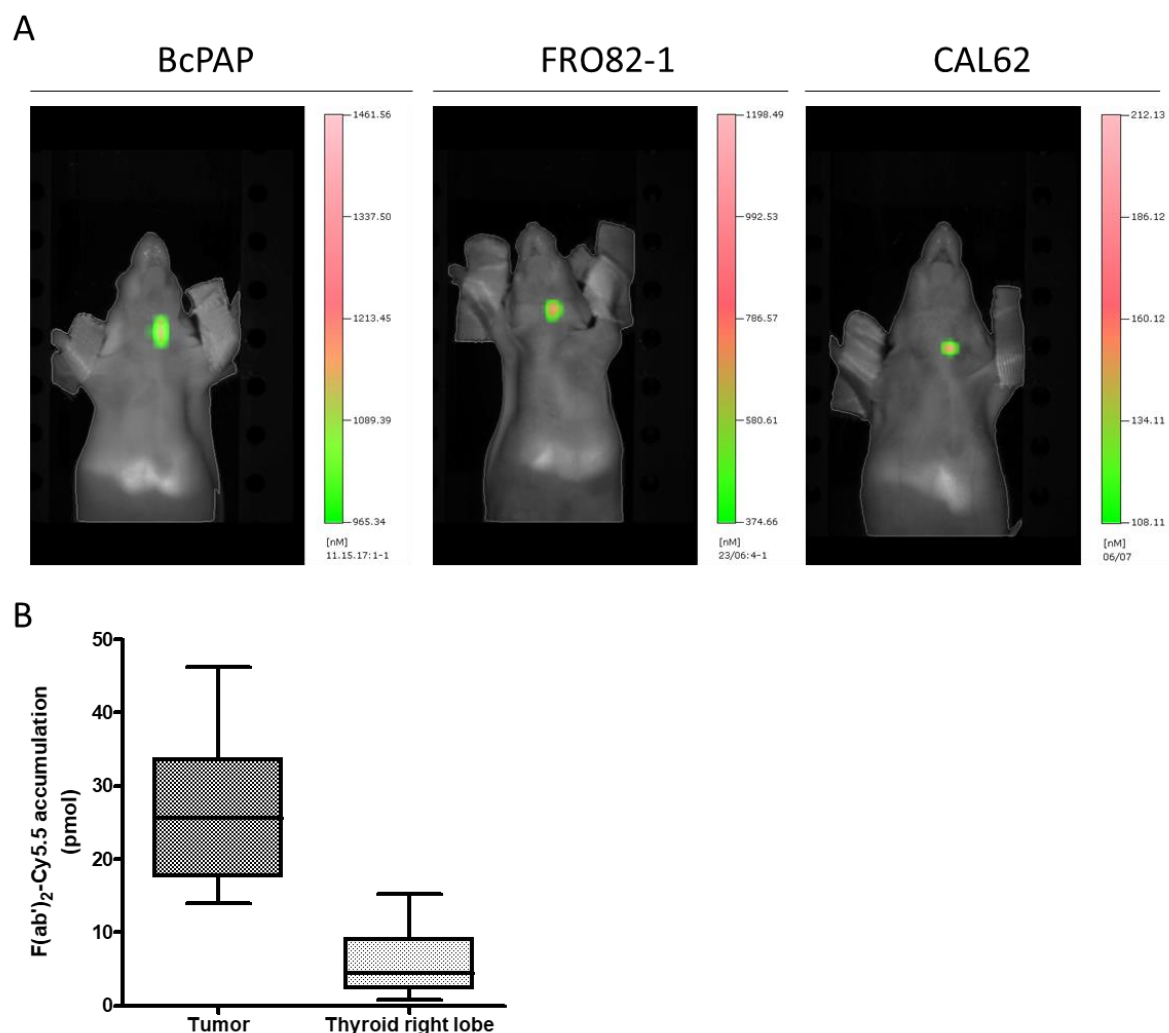 A
BcPAP
FRO82-1
CAL62
1461.56
1337.50
1213.45
1089.39
965.34
[nM]
11.15.17:1-1
1198.49
992.53
786.57
580.61
374.66
[nM]
23/06:4-1
212.13
186.12
160.12
134.11
108.11
[nM]
06/07
B
F(ab')2-Cy5.5 accumulation
(pmol)
50
40
30
20
10
0
Tumor
Thyroid right lobe